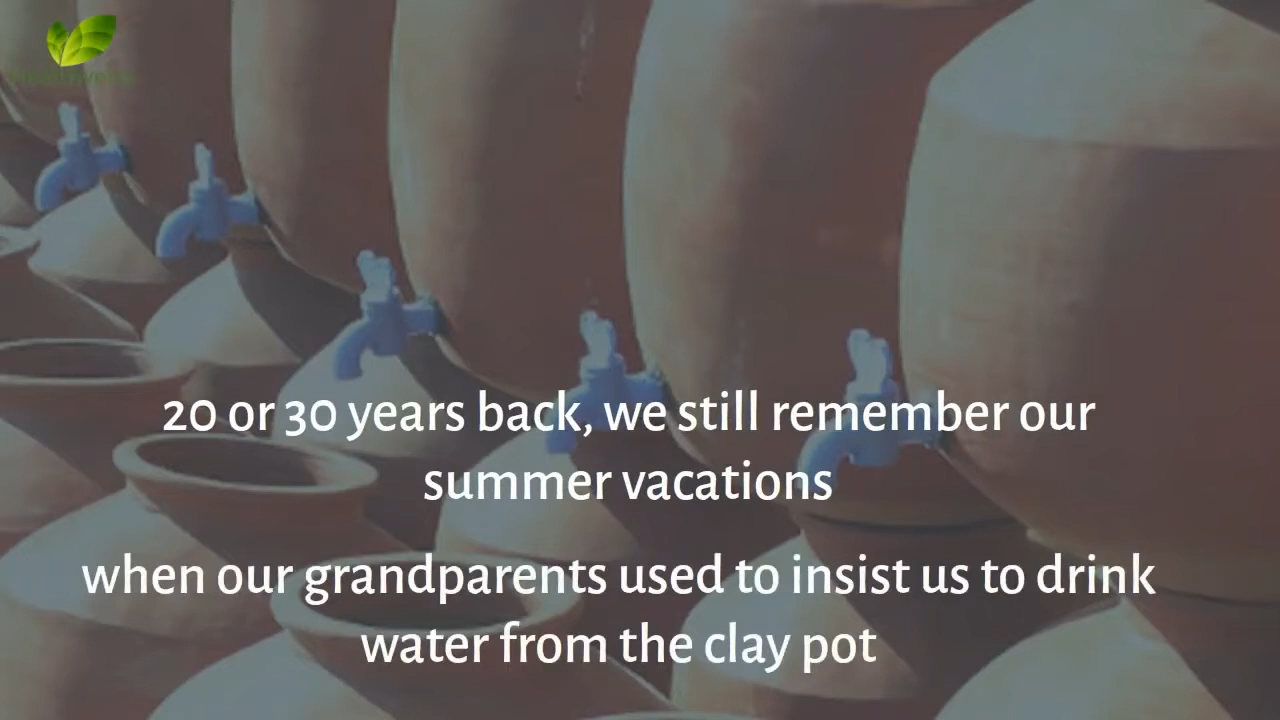 20 or 30 years back, we still remember our
summer vacations
when our grandparents used to insist us to drink
water from the clay pot